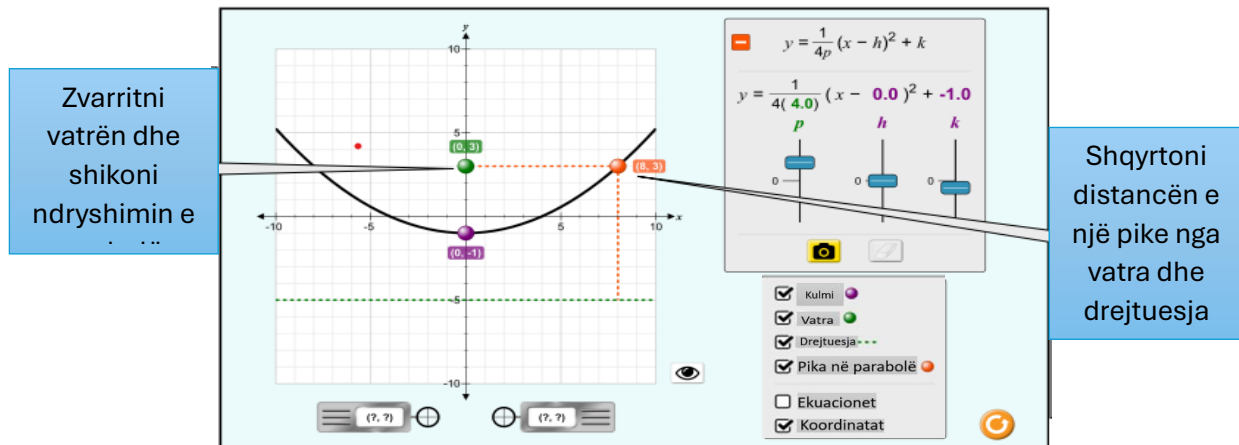 Zvarritni
vatrën dhe
shikoni
ndryshimin e
Shqyrtoni
distancën e
një pike nga
vatra dhe
drejtuesja
y
10
5
-5
-10
-10
-5
5
10
x
(0, 3)
(8, 3)
(0, -1)
(?, ?)
(?, ?)
y = 1/4p (x − h)² + k
y = 1/4( 4.0) ( x − 0.0 )² + -1.0
p h k
0 0 0
Kulmi
Vatra
Drejtuesja
Pika në parabolë
Ekuacionet
Koordinatat